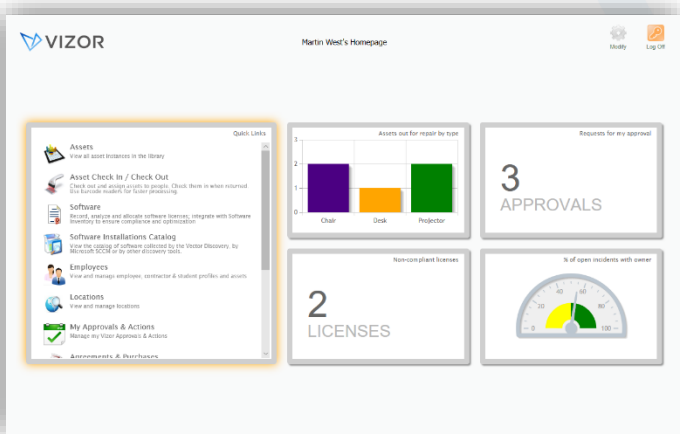 VIZOR
Martin West's Homepage
Modify
Log Off
Quick Links
Assets
View all asset instances in the library
Asset Check In / Check Out
Check out and assign assets to people. Check them in when returned.
Use barcode readers for faster processing.
Software
Record, analyze and allocate software licenses; integrate with Software
Inventory to ensure compliance and optimization
Software Installations Catalog
View the catalog of software collected by the Vector Discovery, by
Microsoft SCCM or by other discovery tools.
Employees
View and manage employee, contractor & student profiles and assets
Locations
View and manage locations
My Approvals & Actions
Manage my Vizor Approvals & Actions
Agreements & Purchases
Assets out for repair by type
3
2
1
0
Chair
Desk
Projector
Requests for my approval
3
APPROVALS
Non-compliant licenses
2
LICENSES
% of open incidents with owner
0
20
40
60
80
100